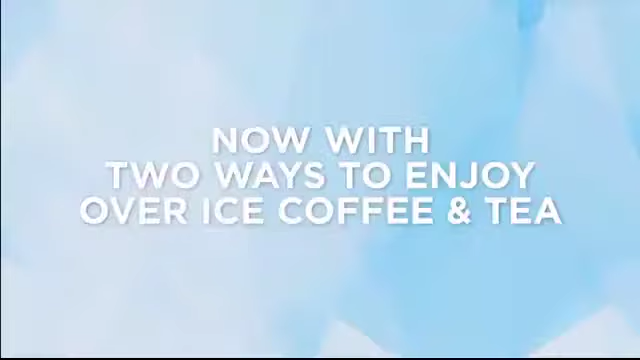 NOW WITH
TWO WAYS TO ENJOY
OVER ICE COFFEE & TEA